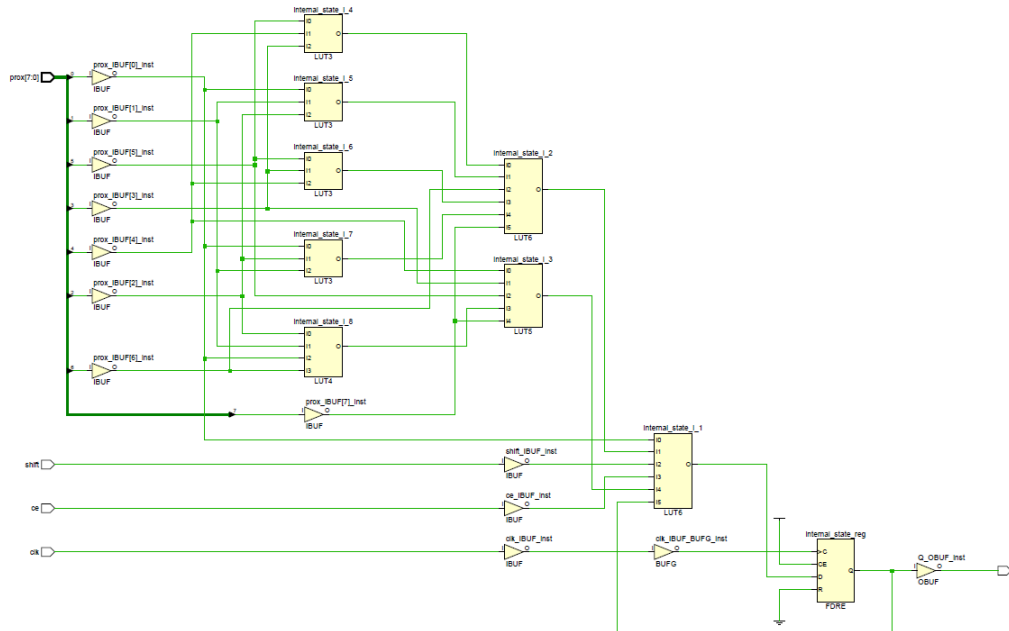 internal_state_i_4
I0
I1
I2
O
LUT3
prox[7:0]
prox_IBUF[0]_inst
I
O
IBUF
internal_state_i_5
I0
I1
I2
O
LUT3
prox_IBUF[1]_inst
I
O
IBUF
prox_IBUF[5]_inst
I
O
IBUF
internal_state_i_6
I0
I1
I2
O
LUT3
internal_state_i_2
I0
I1
I2
I3
I4
I5
O
LUT6
prox_IBUF[3]_inst
I
O
IBUF
prox_IBUF[4]_inst
I
O
IBUF
internal_state_i_7
I0
I1
I2
O
LUT3
internal_state_i_3
I0
I1
I2
I3
I4
O
LUT5
prox_IBUF[2]_inst
I
O
IBUF
internal_state_i_8
I0
I1
I2
I3
O
LUT4
prox_IBUF[6]_inst
I
O
IBUF
7
prox_IBUF[7]_inst
I
O
IBUF
internal_state_i_1
I0
I1
I2
I3
I4
I5
O
LUT6
shift
shift_IBUF_inst
I
O
IBUF
ce
ce_IBUF_inst
I
O
IBUF
clk
clk_IBUF_inst
I
O
IBUF
clk_IBUF_BUFG_inst
I
O
BUFG
internal_state_reg
C
CE
D
R
Q
FDRE
Q_OBUF_inst
I
O
OBUF